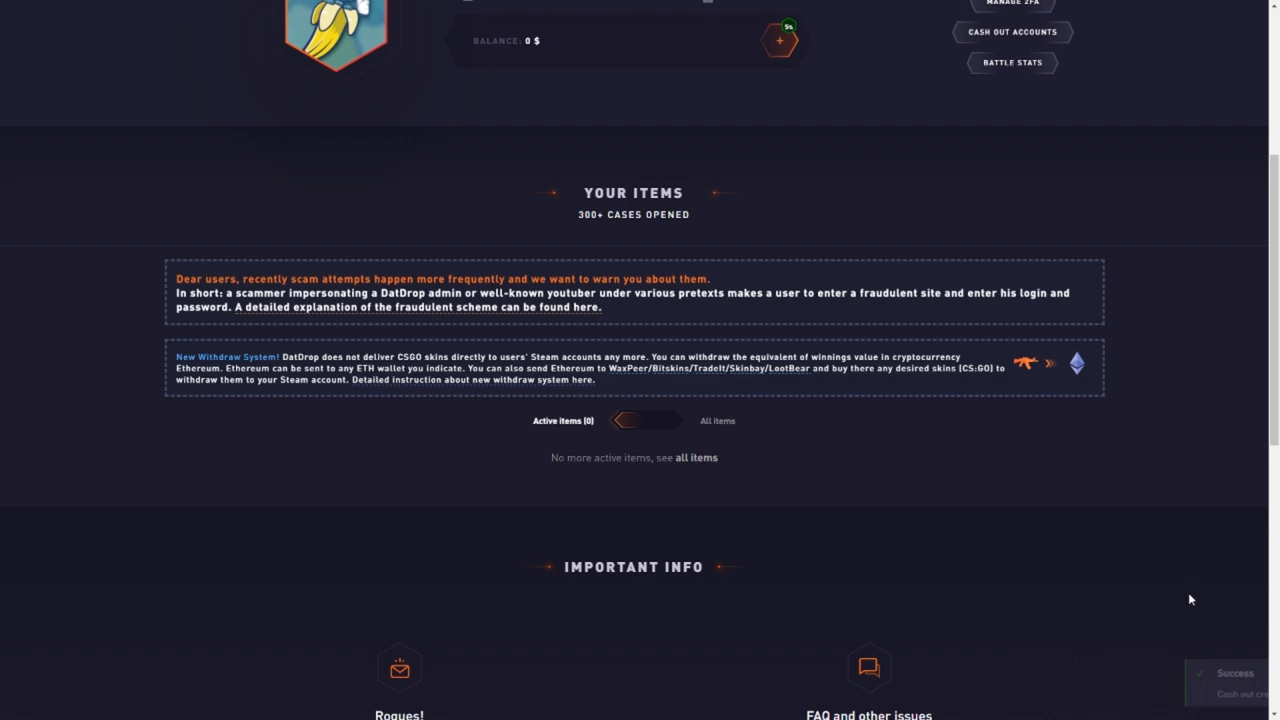 MANAGE 2FA
5%
BALANCE: 0 $
+
CASH OUT ACCOUNTS
BATTLE STATS
YOUR ITEMS
300+ CASES OPENED
Dear users, recently scam attempts happen more frequently and we want to warn you about them.
In short: a scammer impersonating a DatDrop admin or well-known youtuber under various pretexts makes a user to enter a fraudulent site and enter his login and
password. A detailed explanation of the fraudulent scheme can be found here.
New Withdraw System! DatDrop does not deliver CSGO skins directly to users' Steam accounts any more. You can withdraw the equivalent of winnings value in cryptocurrency
Ethereum. Ethereum can be sent to any ETH wallet you indicate. You can also send Ethereum to WaxPeer/Bitskins/TradeIt/Skinbay/LootBear and buy there any desired skins (CS:GO) to
withdraw them to your Steam account. Detailed instruction about new withdraw system here.
Active items (0)
All items
No more active items, see all items
IMPORTANT INFO
Success
Cash out
Rogues!
FAQ and other issues